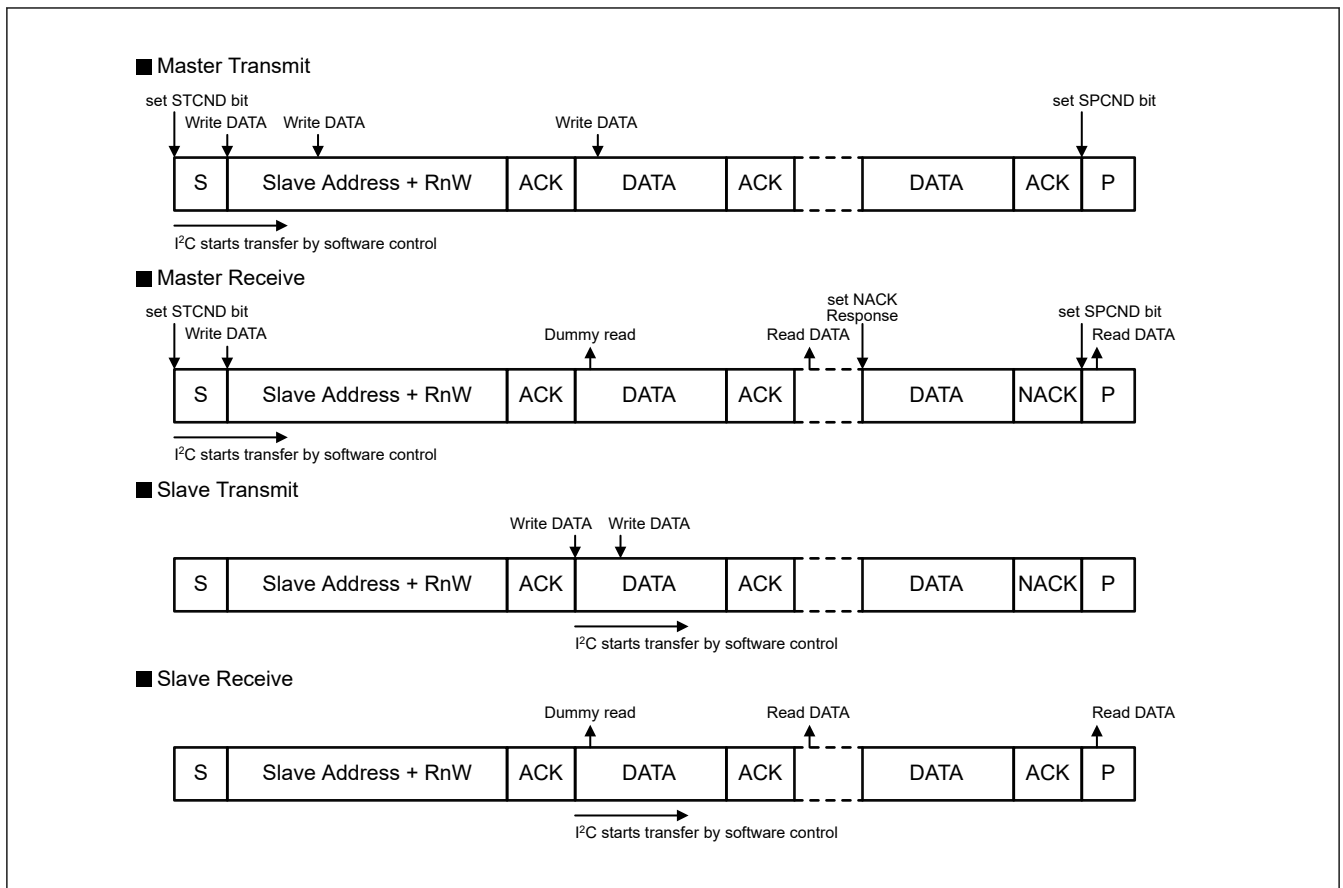 ■ Master Transmit
set STCND bit
set SPCND bit
Write DATA Write DATA Write DATA
S Slave Address + RnW ACK DATA ACK DATA ACK P
I²C starts transfer by software control
■ Master Receive
set NACK
Response
set STCND bit
set SPCND bit
Write DATA Dummy read Read DATA Read DATA
S Slave Address + RnW ACK DATA ACK DATA NACK P
I²C starts transfer by software control
■ Slave Transmit
Write DATA Write DATA
S Slave Address + RnW ACK DATA ACK DATA NACK P
I²C starts transfer by software control
■ Slave Receive
Dummy read Read DATA Read DATA
S Slave Address + RnW ACK DATA ACK DATA ACK P
I²C starts transfer by software control